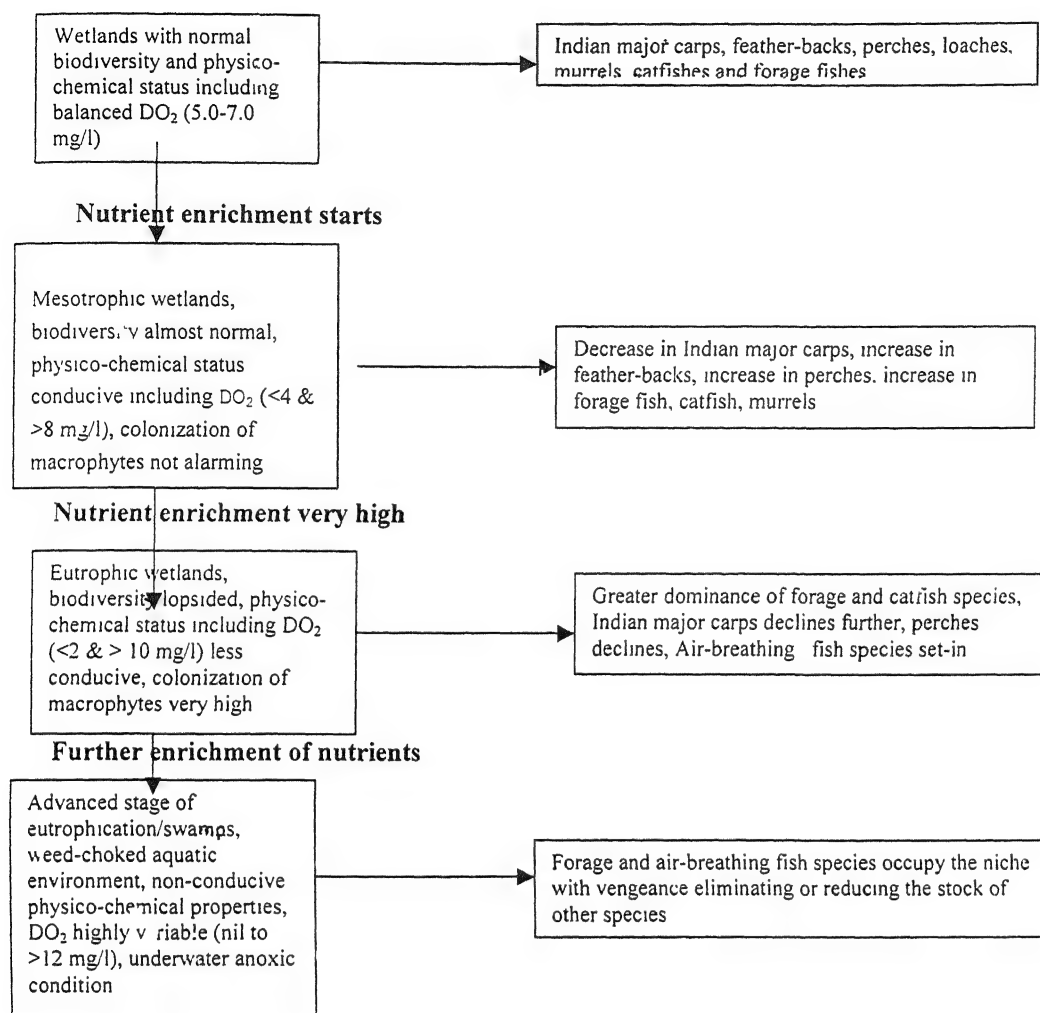 Wetlands with normal
biodiversity and physico-
chemical status including
balanced DO₂ (5.0-7.0
mg/l)
Indian major carps, feather-backs, perches, loaches,
murrels catfishes and forage fishes
Nutrient enrichment starts
Mesotrophic wetlands,
almost normal,
physico-chemical status
conducive including DO₂ (<4 &
>8 mg/l), colonization of
macrophytes not alarming
Decrease in Indian major carps, increase in
feather-backs, increase in perches. increase in
forage fish, catfish, murrels
Nutrient enrichment very high
Eutrophic wetlands,
biodiversity lopsided, physico-
chemical status including DO₂
(<2 & > 10 mg/l) less
conducive, colonization of
macrophytes very high
Greater dominance of forage and catfish species,
Indian major carps declines further, perches
declines, Air-breathing fish species set-in
Further enrichment of nutrients
Advanced stage of
eutrophication/swamps,
weed-choked aquatic
environment, non-conducive
physico-chemical properties,
DO₂ highly (nil to
>12 mg/l), underwater anoxic
condition
Forage and air-breathing fish species occupy the niche
with vengeance eliminating or reducing the stock of
other species